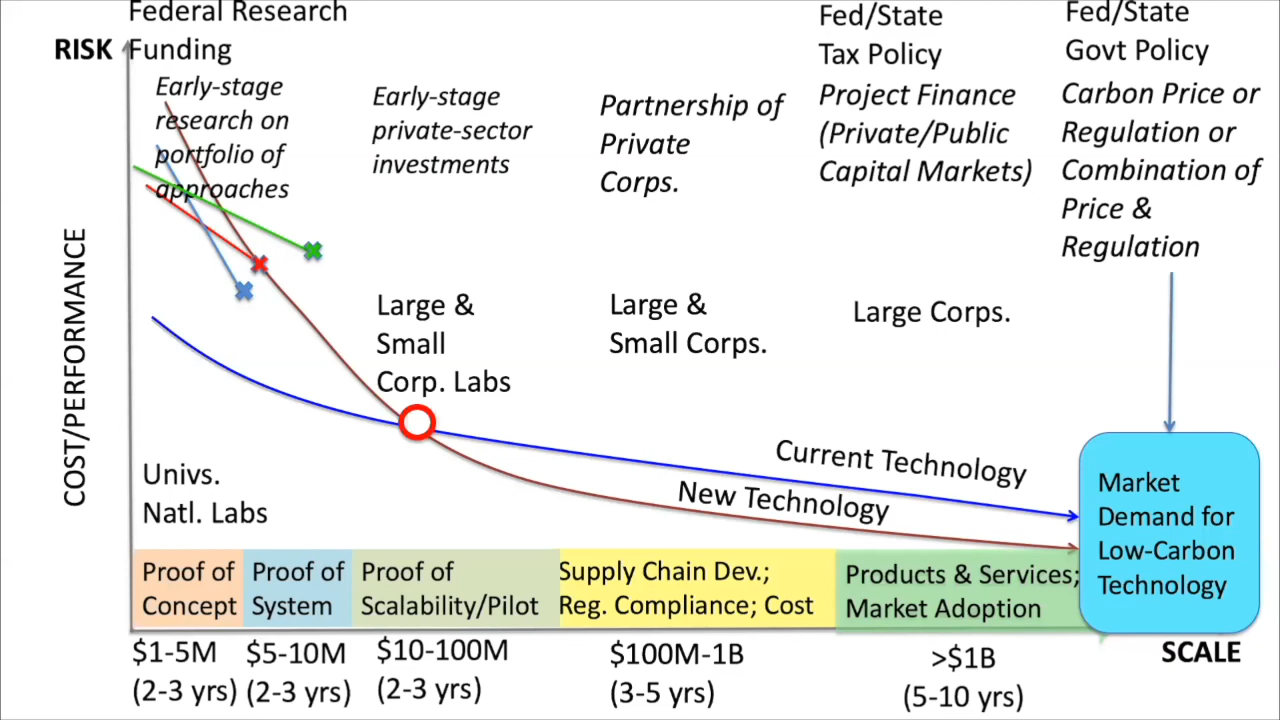 Federal Research
Funding
RISK
Early-stage
research on
portfolio of
approaches
Early-stage
private-sector
investments
Partnership of
Private
Corps.
Fed/State
Tax Policy
Project Finance
(Private/Public
Capital Markets)
Fed/State
Govt Policy
Carbon Price or
Regulation or
Combination of
Price &
Regulation
COST/PERFORMANCE
Large &
Small
Corp. Labs
Large &
Small Corps.
Large Corps.
Univs.
Natl. Labs
Current Technology
New Technology
Market
Demand for
Low-Carbon
Technology
Proof of
Concept
Proof of
System
Proof of
Scalability/Pilot
Supply Chain Dev.;
Reg. Compliance; Cost
Products & Services;
Market Adoption
$1-5M
(2-3 yrs)
$5-10M
(2-3 yrs)
$10-100M
(2-3 yrs)
$100M-1B
(3-5 yrs)
>$1B
(5-10 yrs)
SCALE